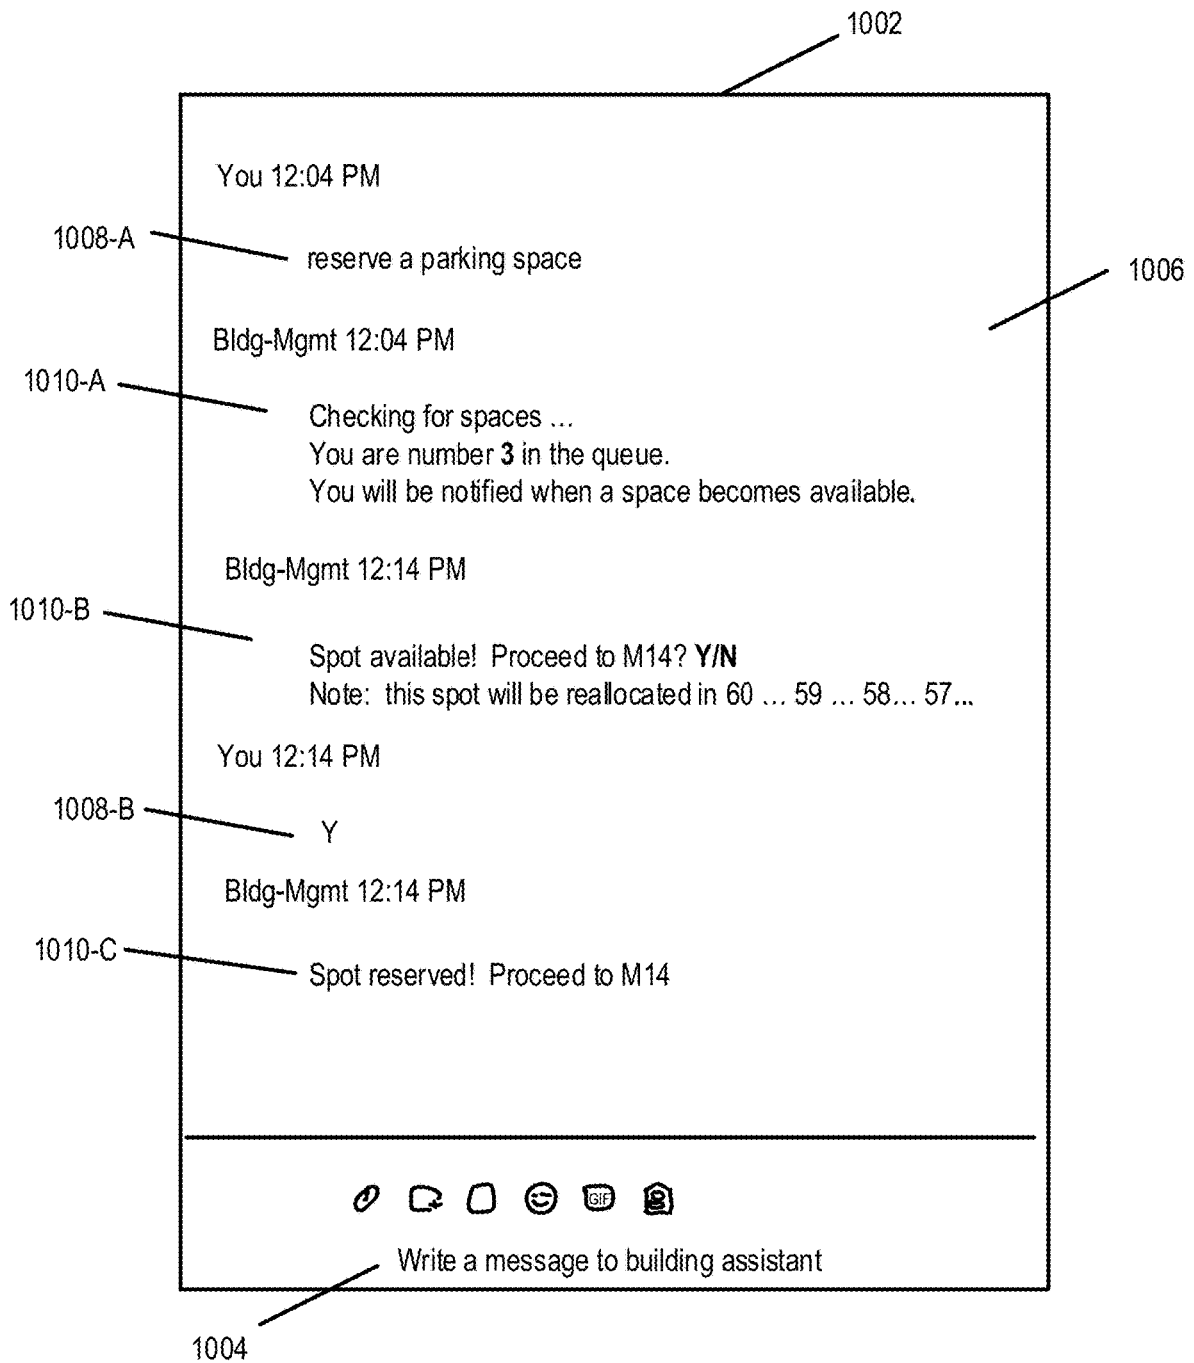 1002
You 12:04 PM
1008-A
reserve a parking space
1006
Bldg-Mgmt 12:04 PM
1010-A
Checking for spaces ...
You are number 3 in the queue.
You will be notified when a space becomes available.
Bldg-Mgmt 12:14 PM
1010-B
Spot available! Proceed to M14? Y/N
Note: this spot will be reallocated in 60 ... 59 ... 58... 57...
You 12:14 PM
1008-B
Y
Bldg-Mgmt 12:14 PM
1010-C
Spot reserved! Proceed to M14
GIF
Write a message to building assistant
1004